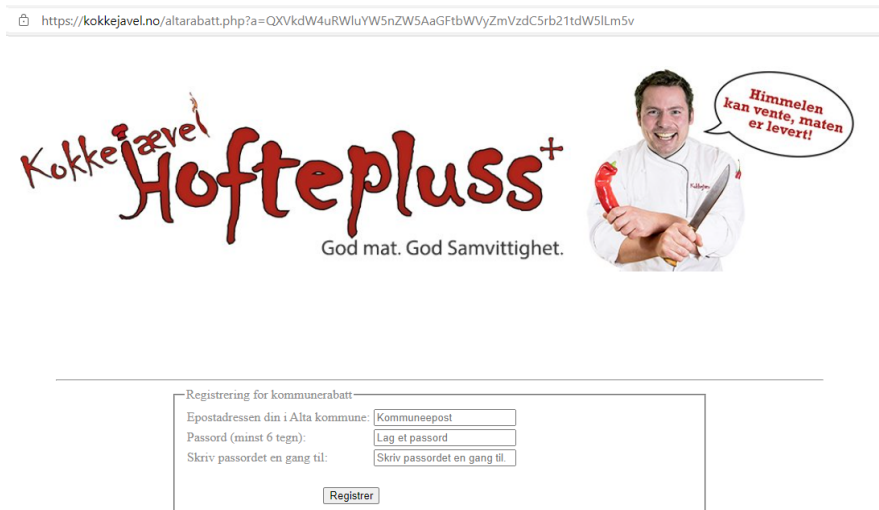 https://kokkejavel.no/altarabatt.php?a=QXVkdW4uRWluYW5nZW5AaGFtbWVyZmVzdC5rb21tdW5lLm5v
Himmelen
kan vente, maten
er levert!
Kokkejævel
Hoftepluss+
God mat. God Samvittighet.
Registrering for kommunerabatt
Epostadressen din i Alta kommune: Kommuneepost
Passord (minst 6 tegn): Lag et passord
Skriv passordet en gang til: Skriv passordet en gang til.
Registrer